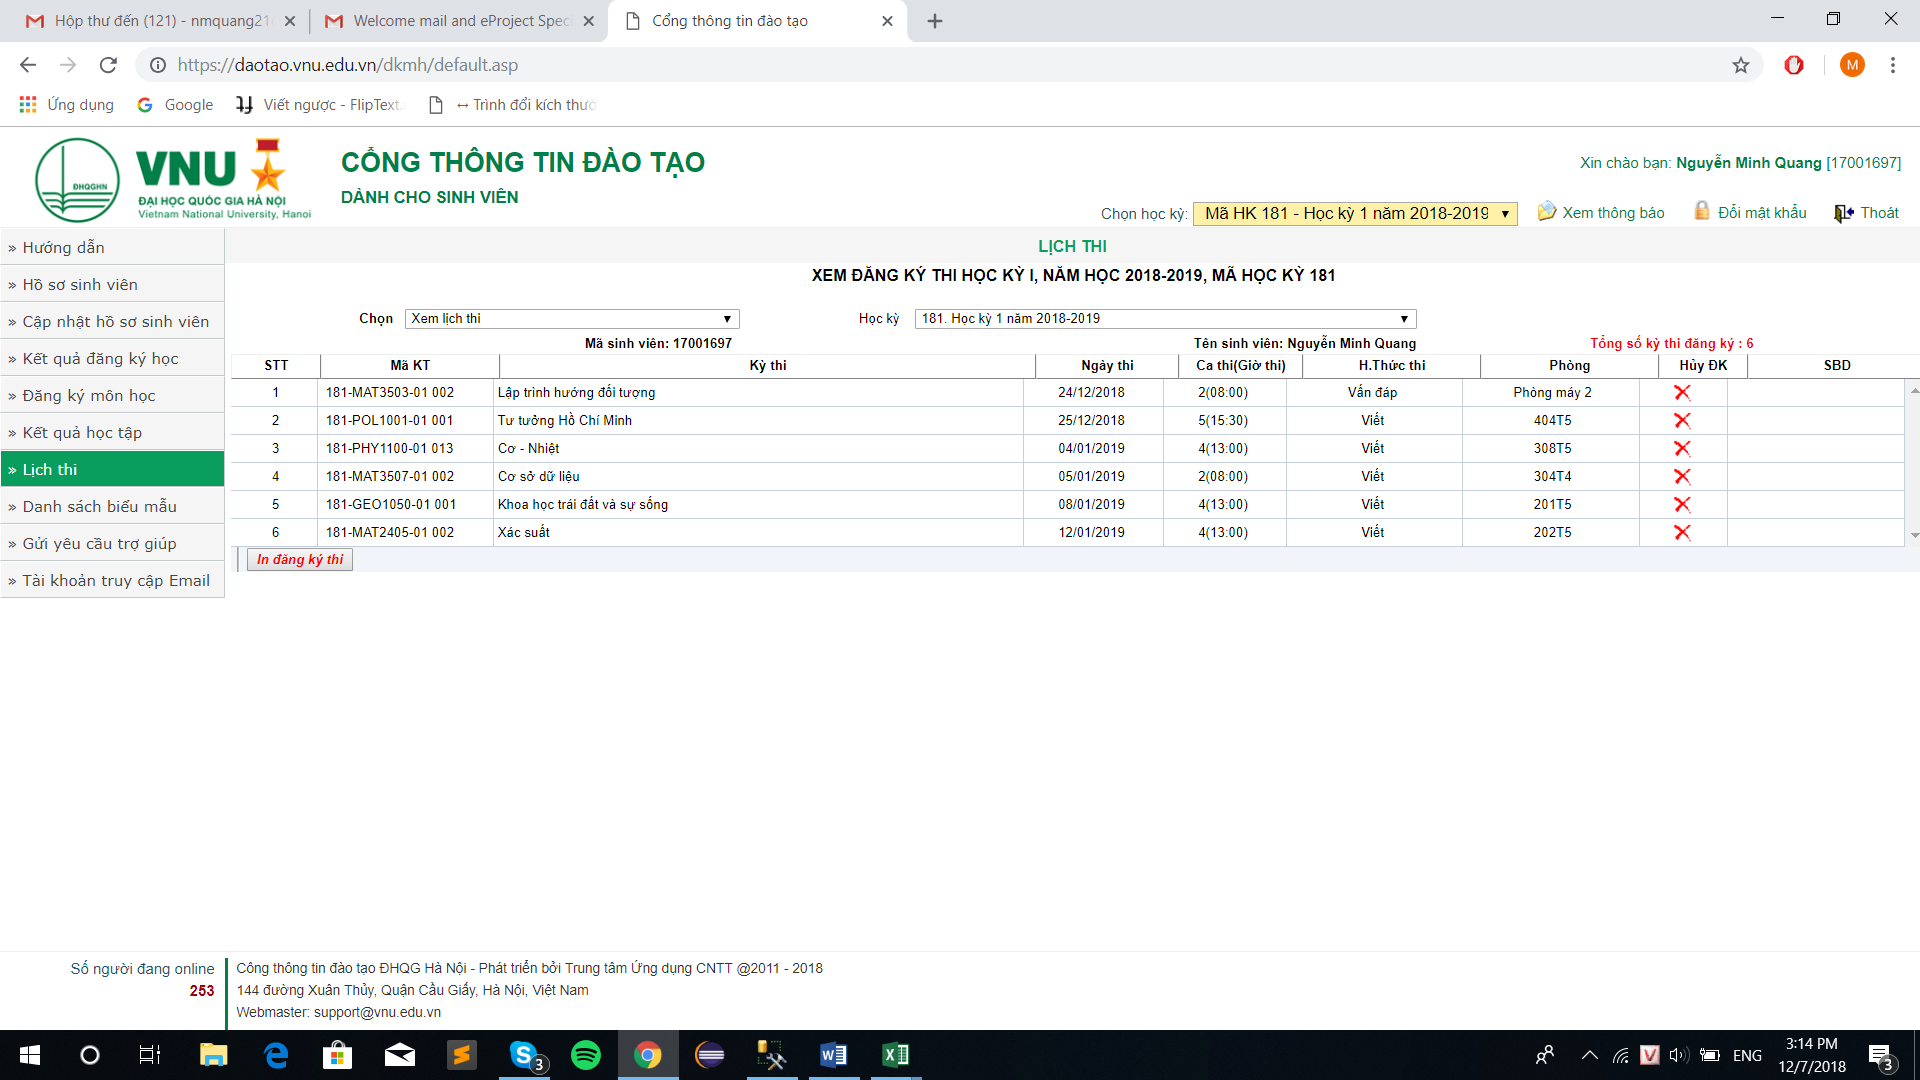 Hộp thư đến (121) - nmquang21
Welcome mail and eProject Spec
Cổng thông tin đào tạo
https://daotao.vnu.edu.vn/dkmh/default.asp
M
Ứng dụng
Google
Viết ngược - FlipText.
↔ Trình đổi kích thướ
ĐHQGHN
VNU
ĐẠI HỌC QUỐC GIA HÀ NỘI
Vietnam National University, Hanoi
CỔNG THÔNG TIN ĐÀO TẠO
DÀNH CHO SINH VIÊN
Xin chào bạn: Nguyễn Minh Quang [17001697]
Chọn học kỳ: Mã HK 181 - Học kỳ 1 năm 2018-2019
Xem thông báo
Đổi mật khẩu
Thoát
» Hướng dẫn
» Hồ sơ sinh viên
» Cập nhật hồ sơ sinh viên
» Kết quả đăng ký học
» Đăng ký môn học
» Kết quả học tập
» Lịch thi
» Danh sách biểu mẫu
» Gửi yêu cầu trợ giúp
» Tài khoản truy cập Email
LỊCH THI
XEM ĐĂNG KÝ THI HỌC KỲ I, NĂM HỌC 2018-2019, MÃ HỌC KỲ 181
Chọn Xem lịch thi Học kỳ 181. Học kỳ 1 năm 2018-2019
Mã sinh viên: 17001697 Tên sinh viên: Nguyễn Minh Quang Tổng số kỳ thi đăng ký : 6
STT Mã KT Kỳ thi Ngày thi Ca thi(Giờ thi) H.Thức thi Phòng Hủy ĐK SBD
1 181-MAT3503-01 002 Lập trình hướng đối tượng 24/12/2018 2(08:00) Vấn đáp Phòng máy 2
2 181-POL1001-01 001 Tư tưởng Hồ Chí Minh 25/12/2018 5(15:30) Viết 404T5
3 181-PHY1100-01 013 Cơ - Nhiệt 04/01/2019 4(13:00) Viết 308T5
4 181-MAT3507-01 002 Cơ sở dữ liệu 05/01/2019 2(08:00) Viết 304T4
5 181-GEO1050-01 001 Khoa học trái đất và sự sống 08/01/2019 4(13:00) Viết 201T5
6 181-MAT2405-01 002 Xác suất 12/01/2019 4(13:00) Viết 202T5
In đăng ký thi
Số người đang online
253
Công thông tin đào tạo ĐHQG Hà Nội - Phát triển bởi Trung tâm Ứng dụng CNTT @2011 - 2018
144 đường Xuân Thủy, Quận Cầu Giấy, Hà Nội, Việt Nam
Webmaster: support@vnu.edu.vn
3
ENG
3:14 PM
12/7/2018
3